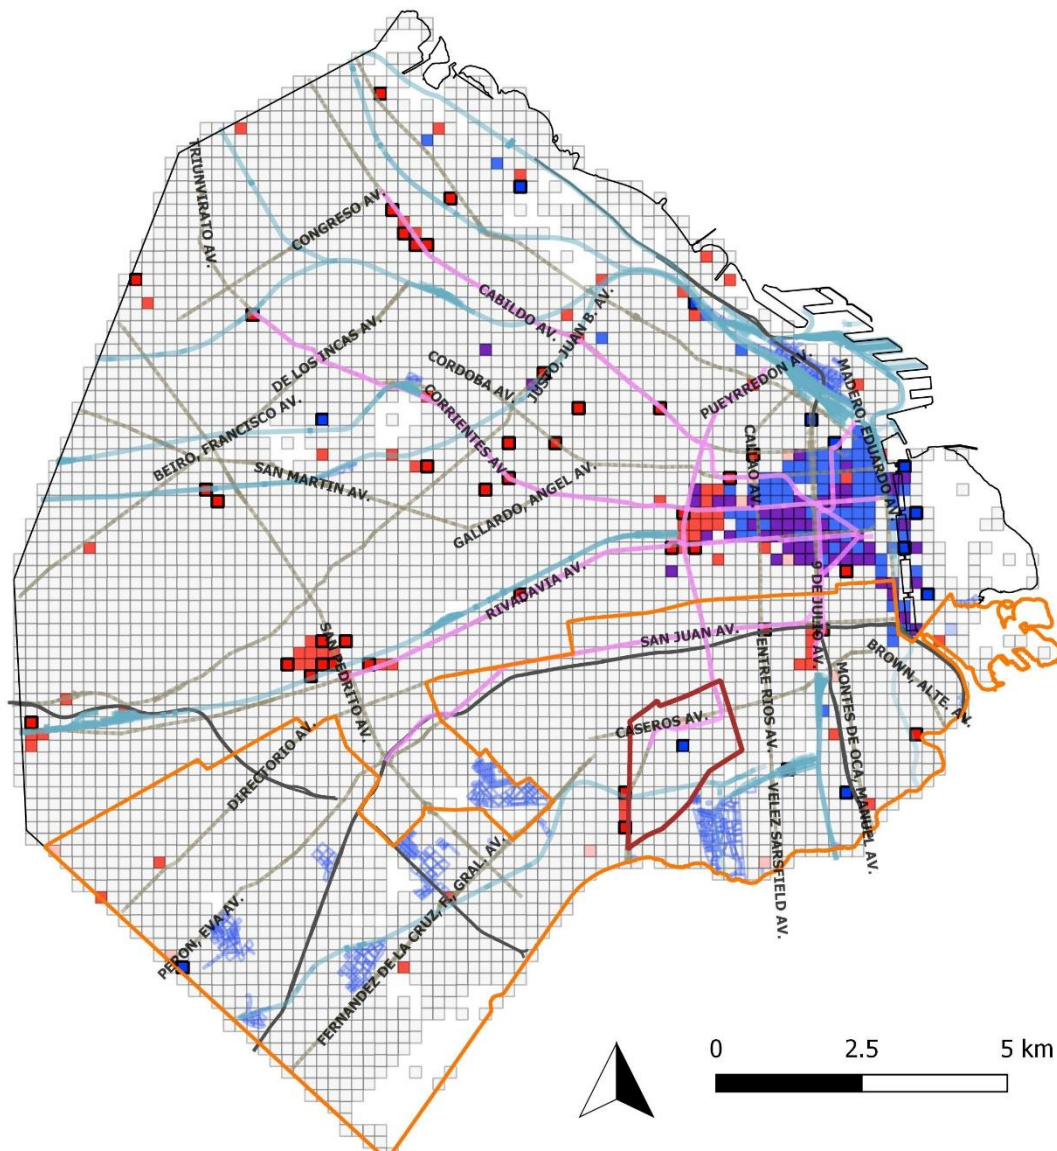 TRIUNVIRATO AV.
CONGRESO AV.
CABILDO AV.
JUSTO, JUAN B. AV.
DE LOS INCAS AV.
CORDOBA AV.
PUEYRREDON AV.
MADERO, EDUARDO AV.
BEIRO, FRANCISCO AV.
CORRIENTES AV.
CALLAO AV.
SAN MARTIN AV.
GALLARDO, ANGEL AV.
RIVADAVIA AV.
9 DE JULIO AV.
SAN PEDRITO AV.
SAN JUAN AV.
ENTRE RIOS AV.
BROWN, ALTE. AV.
CASEROS AV.
MONTES DE OCA, MANUEL AV.
DIRECTORIO AV.
VELEZ SARSFIELD AV.
PERON, EVA AV.
FERNANDEZ DE LA CRUZ, F., GRAL. AV.
0 2.5 5 km